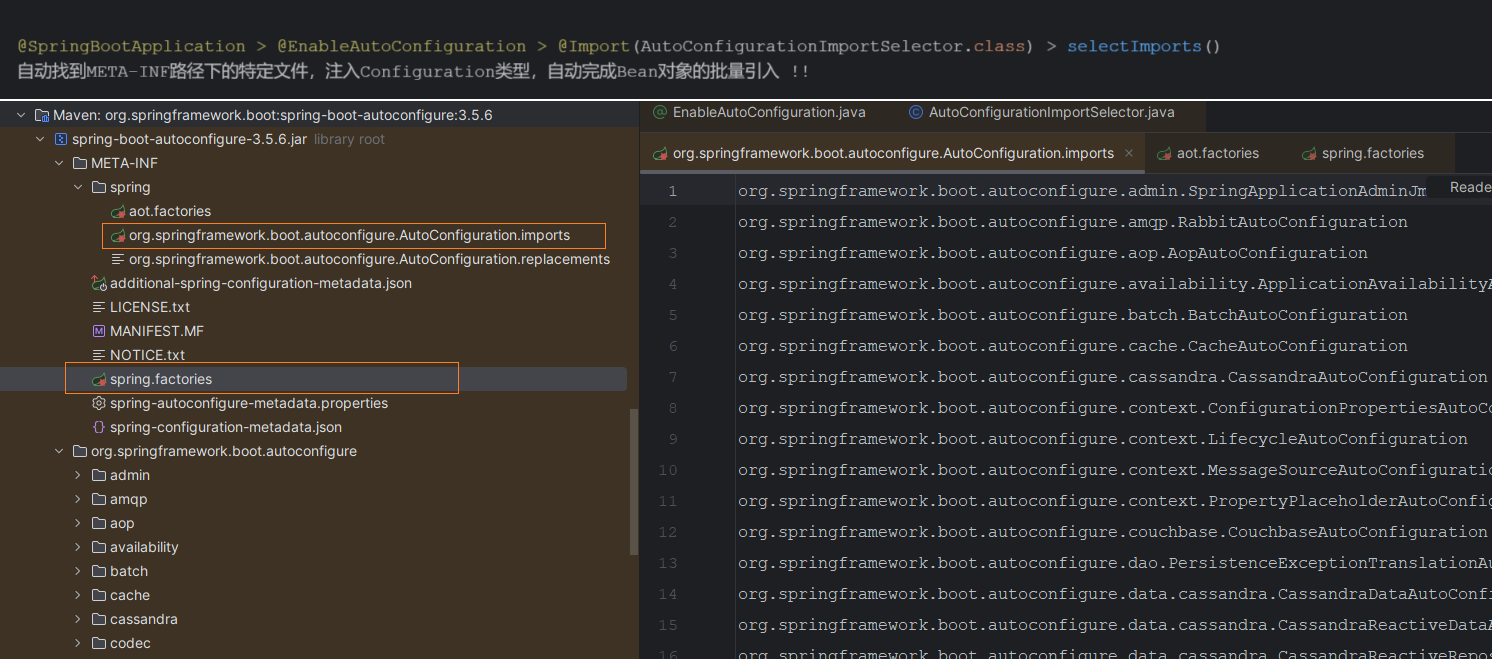 @SpringBootApplication > @EnableAutoConfiguration > @Import(AutoConfigurationImportSelector.class) > selectImports()
自动找到META-INF路径下的特定文件，注入Configuration类型，自动完成Bean对象的批量引入 !!
Maven: org.springframework.boot:spring-boot-autoconfigure:3.5.6
spring-boot-autoconfigure-3.5.6.jar library root
META-INF
spring
aot.factories
org.springframework.boot.autoconfigure.AutoConfiguration.imports
org.springframework.boot.autoconfigure.AutoConfiguration.replacements
additional-spring-configuration-metadata.json
LICENSE.txt
MANIFEST.MF
NOTICE.txt
spring.factories
spring-autoconfigure-metadata.properties
spring-configuration-metadata.json
org.springframework.boot.autoconfigure
admin
amqp
aop
availability
batch
cache
cassandra
codec
EnableAutoConfiguration.java AutoConfigurationImportSelector.java
org.springframework.boot.autoconfigure.AutoConfiguration.imports × aot.factories spring.factories
1 org.springframework.boot.autoconfigure.admin.SpringApplicationAdminJm Reade
2 org.springframework.boot.autoconfigure.amqp.RabbitAutoConfiguration
3 org.springframework.boot.autoconfigure.aop.AopAutoConfiguration
4 org.springframework.boot.autoconfigure.availability.ApplicationAvailabilityA
5 org.springframework.boot.autoconfigure.batch.BatchAutoConfiguration
6 org.springframework.boot.autoconfigure.cache.CacheAutoConfiguration
7 org.springframework.boot.autoconfigure.cassandra.CassandraAutoConfiguration
8 org.springframework.boot.autoconfigure.context.ConfigurationPropertiesAutoCo
9 org.springframework.boot.autoconfigure.context.LifecycleAutoConfiguration
10 org.springframework.boot.autoconfigure.context.MessageSourceAutoConfiguratio
11 org.springframework.boot.autoconfigure.context.PropertyPlaceholderAutoConfig
12 org.springframework.boot.autoconfigure.couchbase.CouchbaseAutoConfiguration
13 org.springframework.boot.autoconfigure.dao.PersistenceExceptionTranslationAu
14 org.springframework.boot.autoconfigure.data.cassandra.CassandraDataAutoConfi
15 org.springframework.boot.autoconfigure.data.cassandra.CassandraReactiveDataA
16 org.springframework.boot.autoconfigure.data.cassandra.CassandraReactiveRepos